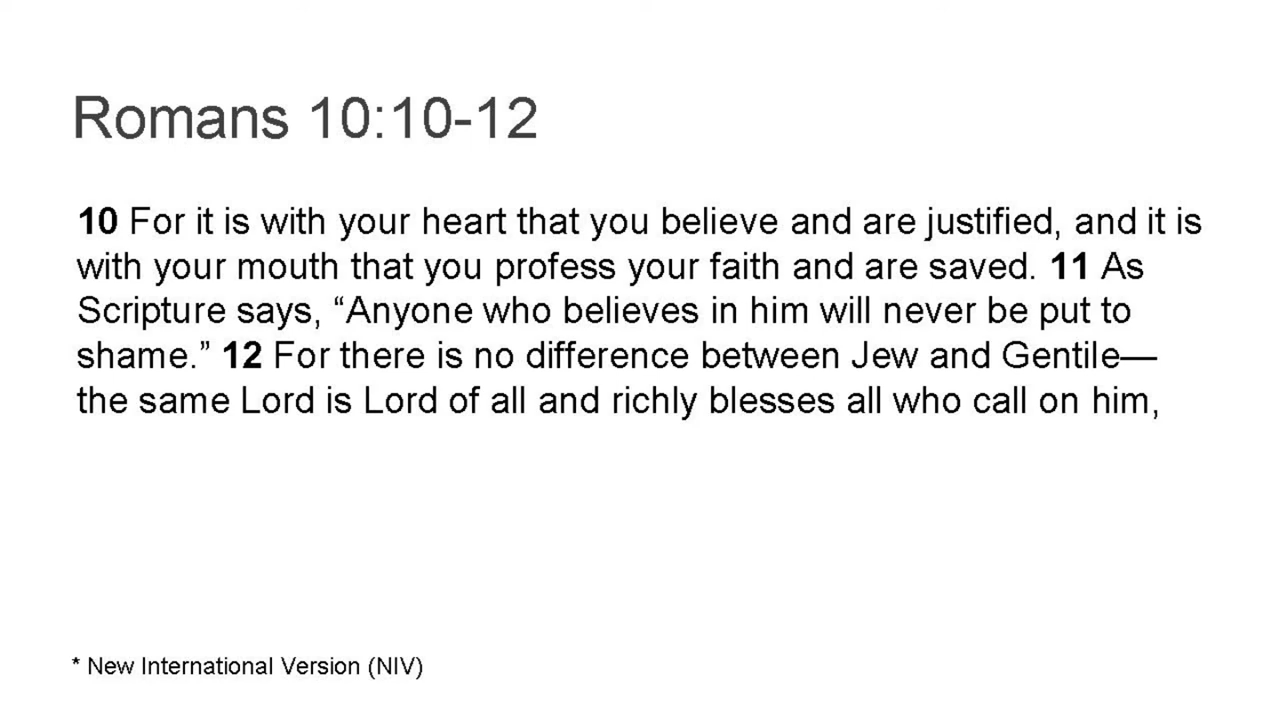 Romans 10:10-12
10 For it is with your heart that you believe and are justified, and it is
with your mouth that you profess your faith and are saved. 11 As
Scripture says, “Anyone who believes in him will never be put to
shame.” 12 For there is no difference between Jew and Gentile—
the same Lord is Lord of all and richly blesses all who call on him,
* New International Version (NIV)